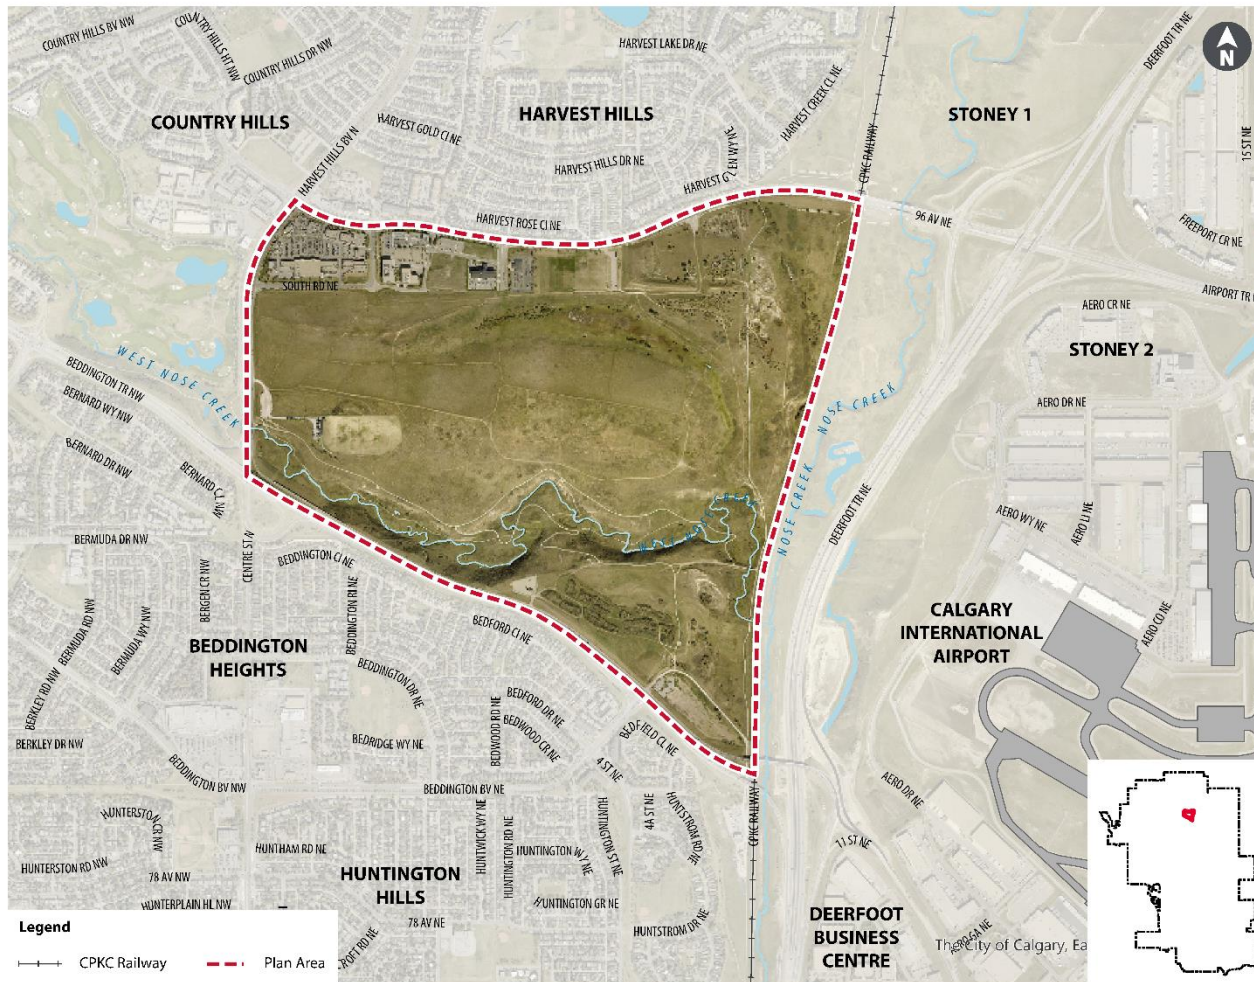 COUNTRY HILLS BV NW
COUNTRY HILLS HT NW
COUNTRY HILLS DR NW
HARVEST LAKE DR NE
HARVEST CREEK CL NE
DEERFOOT TR NE
N
15 ST NE
COUNTRY HILLS
HARVEST HILLS
STONEY 1
HARVEST HILLS BV N
HARVEST GOLD CI NE
HARVEST HILLS DR NE
HARVEST GLEN WY NE
CPKC RAILWAY
HARVEST ROSE CI NE
96 AV NE
FREEPORT CR NE
AIRPORT TR
SOUTH RD NE
AERO CR NE
STONEY 2
WEST NOSE CREEK
BEDDINGTON TR NW
BERNARD WY NW
BERNARD DR NW
BERNARD CL NW
NOSE CREEK
AERO DR NE
NOSE CREEK
DEERFOOT TR NE
AERO WY NE
AERO LI NE
WEST NOSE CREEK
BERMUDA DR NW
BERGEN CR NW
CENTRE ST N
BEDDINGTON CI NE
BEDDINGTON RI NE
BERMUDA RD NW
BERMUDA WY NW
BEDFORD CI NE
CALGARY
INTERNATIONAL
AIRPORT
AERO CO NE
BEDDINGTON
HEIGHTS
BERKLEY RD NW
BERKLEY DR NW
BEDDINGTON DR NE
BEDFORD DR NE
BEDWOOD RD NE
BEDWOOD CR NE
BEDRIDGE WY NE
BEDFIELD CL NE
4 ST NE
BEDDINGTON BV NW
BEDDINGTON BV NE
AERO DR NE
HUNTERSTON CR NW
HUNTERSTON RD NW
HUNTHAM RD NE
HUNTWICK WY NE
HUNTINGTON RD NE
HUNTINGTON WY NE
HUNTINGTON ST NE
4A ST NE
HUNTSTROM RD NE
CPKC RAILWAY
11 ST NE
78 AV NW
HUNTINGTON
HILLS
HUNTERPLAIN HL NW
HUNTINGTON GR NE
78 AV NE
HUNTSTROM DR NE
CROFT RD NE
DEERFOOT
BUSINESS
CENTRE
AERO GA NE
The City of Calgary, Ea
Legend
CPKC Railway
Plan Area